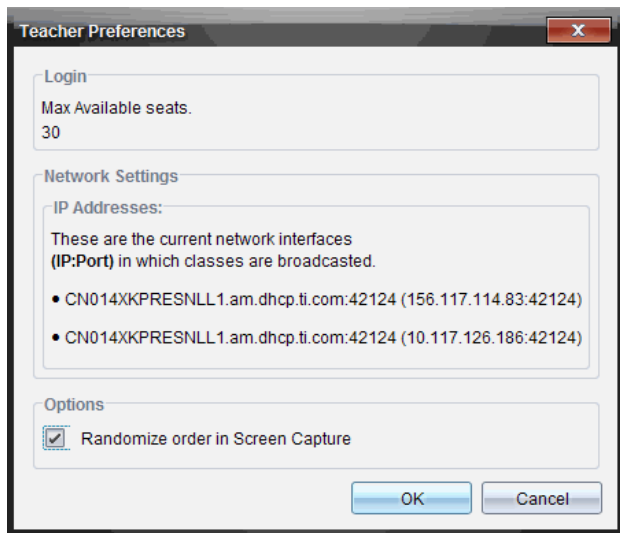 Teacher Preferences
Login
Max Available seats.
30
Network Settings
IP Addresses:
These are the current network interfaces
(IP:Port) in which classes are broadcasted.
• CN014XKPRESNLL1.am.dhcp.ti.com:42124 (156.117.114.83:42124)
• CN014XKPRESNLL1.am.dhcp.ti.com:42124 (10.117.126.186:42124)
Options
Randomize order in Screen Capture
OK Cancel